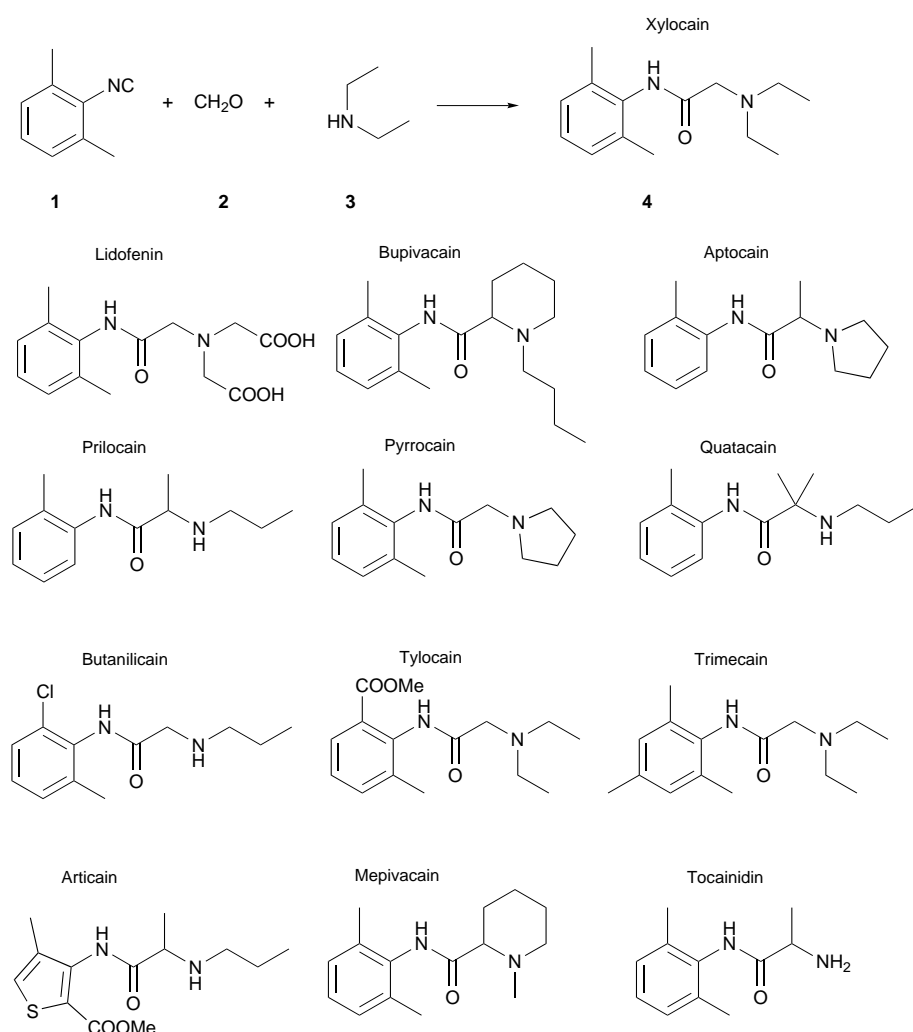 Xylocain
NC + CH2O + HN H N O N
1 2 3 4
Lidofenin Bupivacain Aptocain
H N O N COOH COOH H N O N H N O N
Prilocain Pyrrocain Quatacain
H N O N H H N O N H N O N H
Butanilicain Tylocain Trimecain
Cl H N O N H COOMe H N O N H N O N
Articain Mepivacain Tocainidin
S H N O N H COOMe H N O N H N O NH2